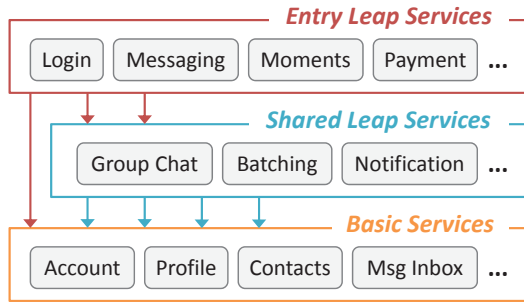 Entry Leap Services
Login Messaging Moments Payment ...
Shared Leap Services
Group Chat Batching Notification ...
Basic Services
Account Profile Contacts Msg Inbox ...